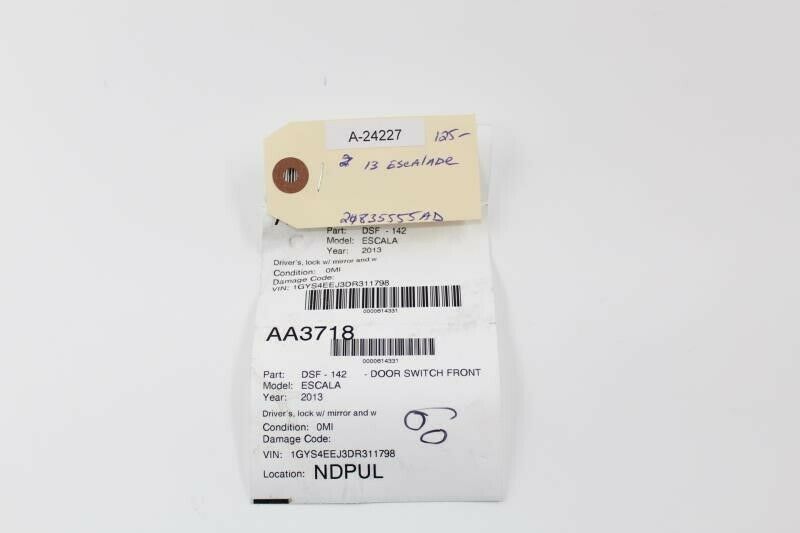 A-24227 125-
2 13 ESCALADE
24835555AD
Part: DSF - 142
Model: ESCALA
Year: 2013
Driver's, lock w/ mirror and w
Condition: 0MI
Damage Code:
VIN: 1GYS4EEJ3DR311798
0000614331
AA3718
0000614331
Part: DSF - 142 - DOOR SWITCH FRONT
Model: ESCALA
Year: 2013
Driver's, lock w/ mirror and w
Condition: 0MI
Damage Code:
VIN: 1GYS4EEJ3DR311798
Location: NDPUL